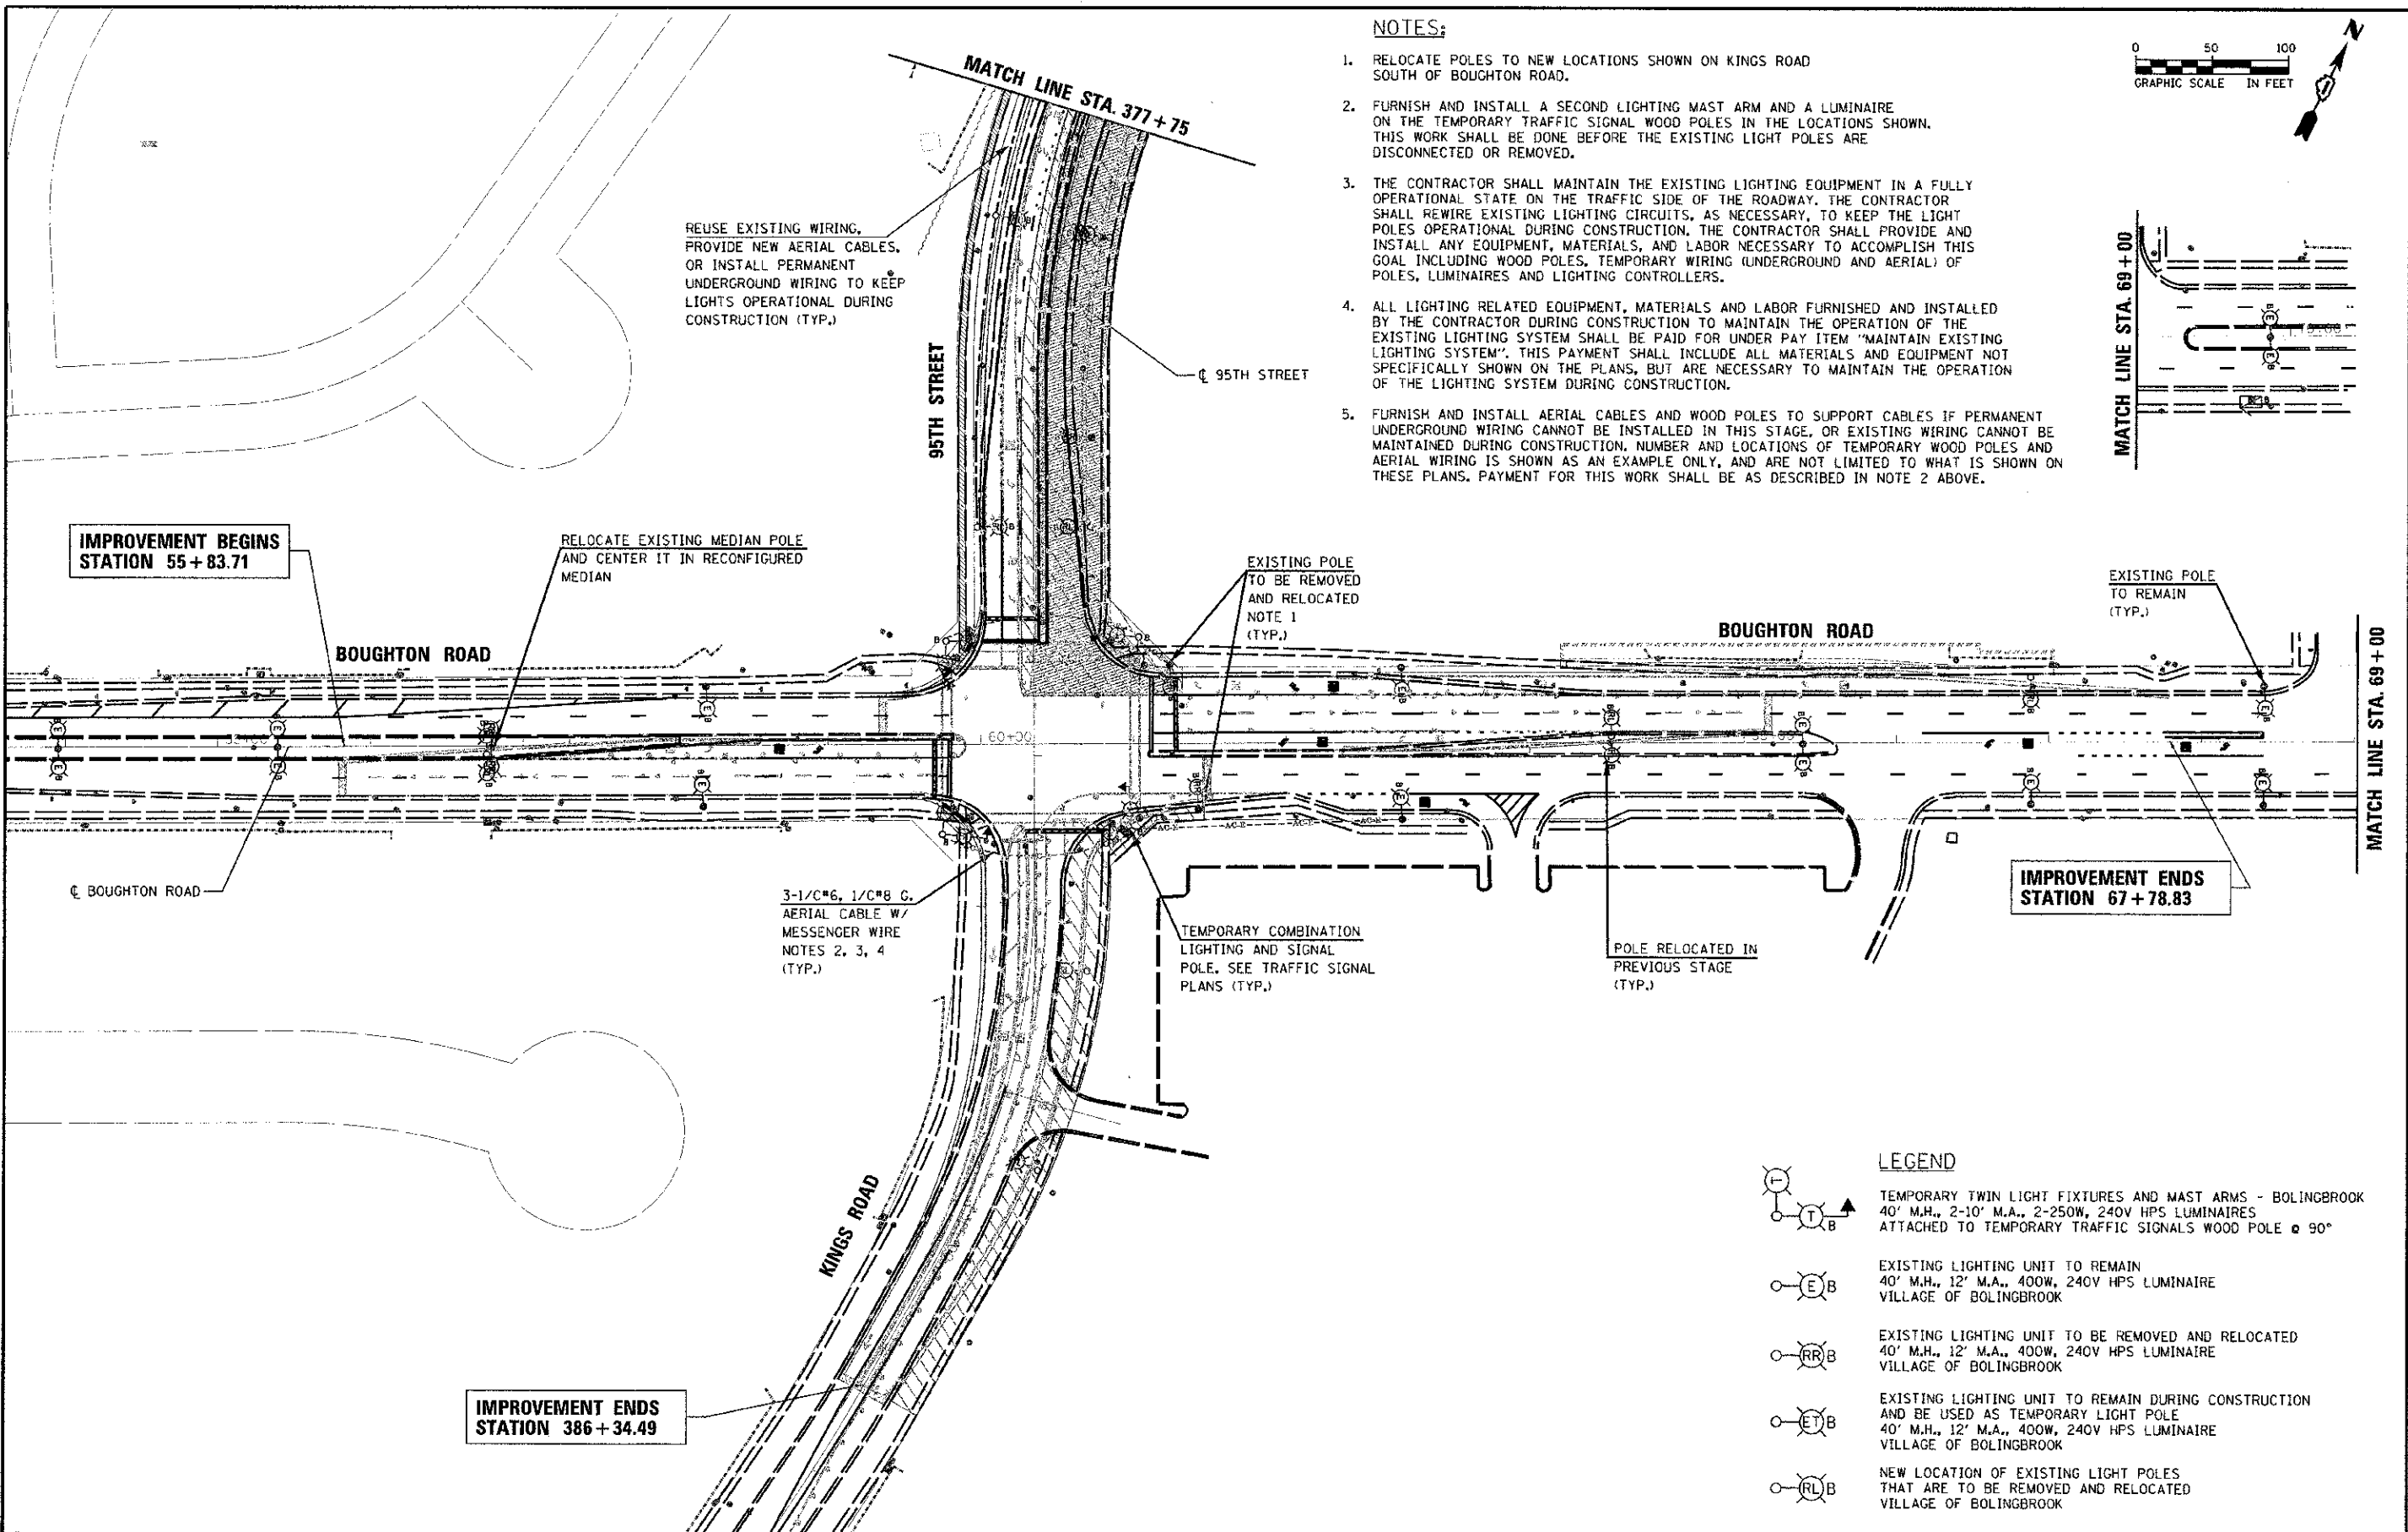 NOTES:
1. RELOCATE POLES TO NEW LOCATIONS SHOWN ON KINGS ROAD
SOUTH OF BOUGHTON ROAD.
2. FURNISH AND INSTALL A SECOND LIGHTING MAST ARM AND A LUMINAIRE
ON THE TEMPORARY TRAFFIC SIGNAL WOOD POLES IN THE LOCATIONS SHOWN.
THIS WORK SHALL BE DONE BEFORE THE EXISTING LIGHT POLES ARE
DISCONNECTED OR REMOVED.
3. THE CONTRACTOR SHALL MAINTAIN THE EXISTING LIGHTING EQUIPMENT IN A FULLY
OPERATIONAL STATE ON THE TRAFFIC SIDE OF THE ROADWAY. THE CONTRACTOR
SHALL REWIRE EXISTING LIGHTING CIRCUITS, AS NECESSARY, TO KEEP THE LIGHT
POLES OPERATIONAL DURING CONSTRUCTION. THE CONTRACTOR SHALL PROVIDE AND
INSTALL ANY EQUIPMENT, MATERIALS, AND LABOR NECESSARY TO ACCOMPLISH THIS
GOAL INCLUDING WOOD POLES, TEMPORARY WIRING (UNDERGROUND AND AERIAL) OF
POLES, LUMINAIRES AND LIGHTING CONTROLLERS.
4. ALL LIGHTING RELATED EQUIPMENT, MATERIALS AND LABOR FURNISHED AND INSTALLED
BY THE CONTRACTOR DURING CONSTRUCTION TO MAINTAIN THE OPERATION OF THE
EXISTING LIGHTING SYSTEM SHALL BE PAID FOR UNDER PAY ITEM "MAINTAIN EXISTING
LIGHTING SYSTEM". THIS PAYMENT SHALL INCLUDE ALL MATERIALS AND EQUIPMENT NOT
SPECIFICALLY SHOWN ON THE PLANS, BUT ARE NECESSARY TO MAINTAIN THE OPERATION
OF THE LIGHTING SYSTEM DURING CONSTRUCTION.
5. FURNISH AND INSTALL AERIAL CABLES AND WOOD POLES TO SUPPORT CABLES IF PERMANENT
UNDERGROUND WIRING CANNOT BE INSTALLED IN THIS STAGE, OR EXISTING WIRING CANNOT BE
MAINTAINED DURING CONSTRUCTION. NUMBER AND LOCATIONS OF TEMPORARY WOOD POLES AND
AERIAL WIRING IS SHOWN AS AN EXAMPLE ONLY, AND ARE NOT LIMITED TO WHAT IS SHOWN ON
THESE PLANS. PAYMENT FOR THIS WORK SHALL BE AS DESCRIBED IN NOTE 2 ABOVE.
0 50 100
GRAPHIC SCALE IN FEET
N
MATCH LINE STA. 377+75
MATCH LINE STA. 69+00
REUSE EXISTING WIRING,
PROVIDE NEW AERIAL CABLES,
OR INSTALL PERMANENT
UNDERGROUND WIRING TO KEEP
LIGHTS OPERATIONAL DURING
CONSTRUCTION (TYP.)
95TH STREET
℄ 95TH STREET
IMPROVEMENT BEGINS
STATION 55+83.71
RELOCATE EXISTING MEDIAN POLE
AND CENTER IT IN RECONFIGURED
MEDIAN
EXISTING POLE
TO BE REMOVED
AND RELOCATED
NOTE 1
(TYP.)
EXISTING POLE
TO REMAIN
(TYP.)
BOUGHTON ROAD
BOUGHTON ROAD
60+00
MATCH LINE STA. 69+00
℄ BOUGHTON ROAD
3-1/C#6, 1/C#8 G.
AERIAL CABLE W/
MESSENGER WIRE
NOTES 2, 3, 4
(TYP.)
TEMPORARY COMBINATION
LIGHTING AND SIGNAL
POLE, SEE TRAFFIC SIGNAL
PLANS (TYP.)
POLE RELOCATED IN
PREVIOUS STAGE
(TYP.)
IMPROVEMENT ENDS
STATION 67+78.83
KINGS ROAD
IMPROVEMENT ENDS
STATION 386+34.49
LEGEND
T
T B
TEMPORARY TWIN LIGHT FIXTURES AND MAST ARMS - BOLINGBROOK
40' M.H., 2-10' M.A., 2-250W, 240V HPS LUMINAIRES
ATTACHED TO TEMPORARY TRAFFIC SIGNALS WOOD POLE @ 90°
E B
EXISTING LIGHTING UNIT TO REMAIN
40' M.H., 12' M.A., 400W, 240V HPS LUMINAIRE
VILLAGE OF BOLINGBROOK
RR B
EXISTING LIGHTING UNIT TO BE REMOVED AND RELOCATED
40' M.H., 12' M.A., 400W, 240V HPS LUMINAIRE
VILLAGE OF BOLINGBROOK
ET B
EXISTING LIGHTING UNIT TO REMAIN DURING CONSTRUCTION
AND BE USED AS TEMPORARY LIGHT POLE
40' M.H., 12' M.A., 400W, 240V HPS LUMINAIRE
VILLAGE OF BOLINGBROOK
RL B
NEW LOCATION OF EXISTING LIGHT POLES
THAT ARE TO BE REMOVED AND RELOCATED
VILLAGE OF BOLINGBROOK